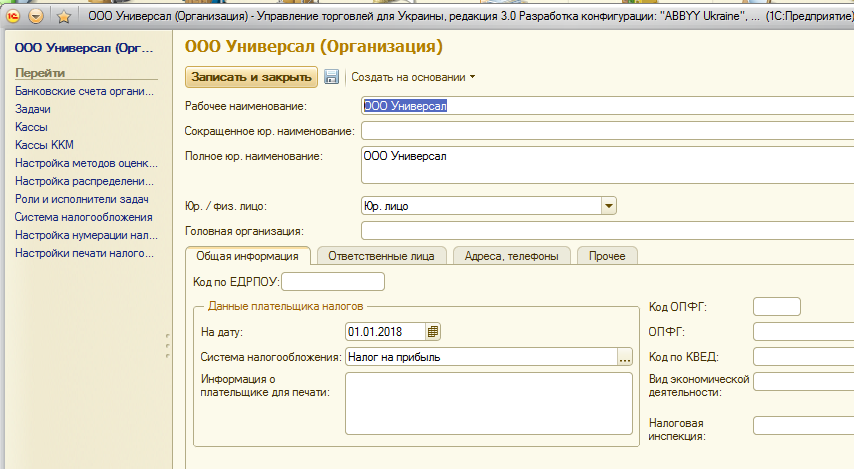 ООО Универсал (Организация) - Управление торговлей для Украины, редакция 3.0 Разработка конфигурации: "ABBYY Ukraine", ... (1С:Предприятие)
ООО Универсал (Орг...
Перейти
Банковские счета органи...
Задачи
Кассы
Кассы ККМ
Настройка методов оценк...
Настройка распределени...
Роли и исполнители задач
Система налогообложения
Настройка нумерации нал...
Настройки печати налого...
ООО Универсал (Организация)
Записать и закрыть
Создать на основании
Рабочее наименование: ООО Универсал
Сокращенное юр. наименование:
Полное юр. наименование: ООО Универсал
Юр. / физ. лицо: Юр. лицо
Головная организация:
Общая информация Ответственные лица Адреса, телефоны Прочее
Код по ЕДРПОУ:
Данные плательщика налогов
На дату: 01.01.2018
Система налогообложения: Налог на прибыль ...
Информация о
плательщике для печати:
Код ОПФГ:
ОПФГ:
Код по КВЕД:
Вид экономической
деятельности:
Налоговая
инспекция: